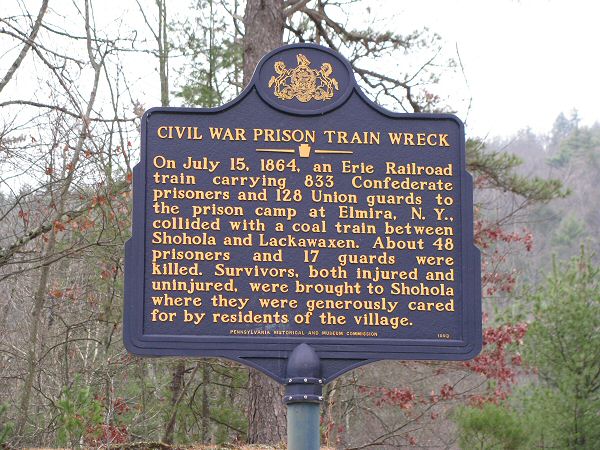 CIVIL WAR PRISON TRAIN WRECK
On July 15, 1864, an Erie Railroad
train carrying 833 Confederate
prisoners and 128 Union guards to
the prison camp at Elmira, N. Y.,
collided with a coal train between
Shohola and Lackawaxen. About 48
prisoners and 17 guards were
killed. Survivors, both injured and
uninjured, were brought to Shohola
where they were generously cared
for by residents of the village.
PENNSYLVANIA HISTORICAL AND MUSEUM COMMISSION